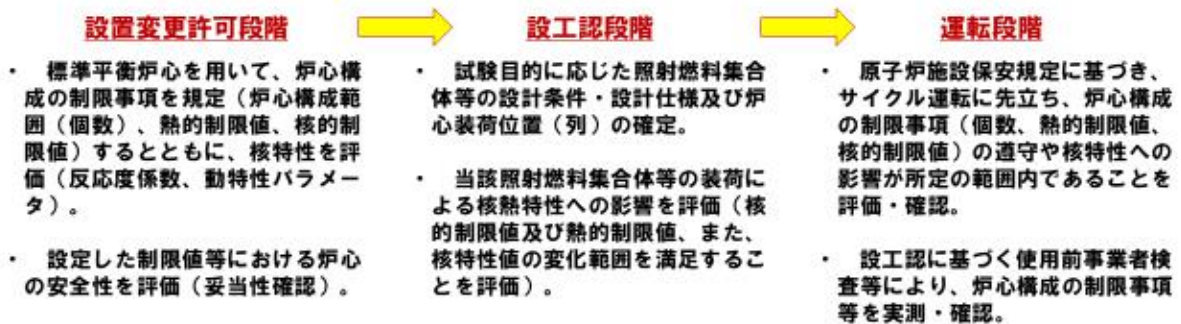 設置変更許可段階
・ 標準平衡炉心を用いて、炉心構
成の制限事項を規定（炉心構成範
囲（個数）、熱的制限値、核的制
限値）するとともに、核特性を評
価（反応度係数、動特性パラメー
タ）。
・ 設定した制限値等における炉心
の安全性を評価（妥当性確認）。
設工認段階
・ 試験目的に応じた照射燃料集合
体等の設計条件・設計仕様及び炉
心装荷位置（列）の確定。
・ 当該照射燃料集合体等の装荷に
よる核熱特性への影響を評価（核
的制限値及び熱的制限値、また、
核特性値の変化範囲を満足するこ
とを評価）。
運転段階
・ 原子炉施設保安規定に基づき、
サイクル運転に先立ち、炉心構成
の制限事項（個数、熱的制限値、
核的制限値）の遵守や核特性への
影響が所定の範囲内であることを
評価・確認。
・ 設工認に基づく使用前事業者検
査等により、炉心構成の制限事項
等を実測・確認。